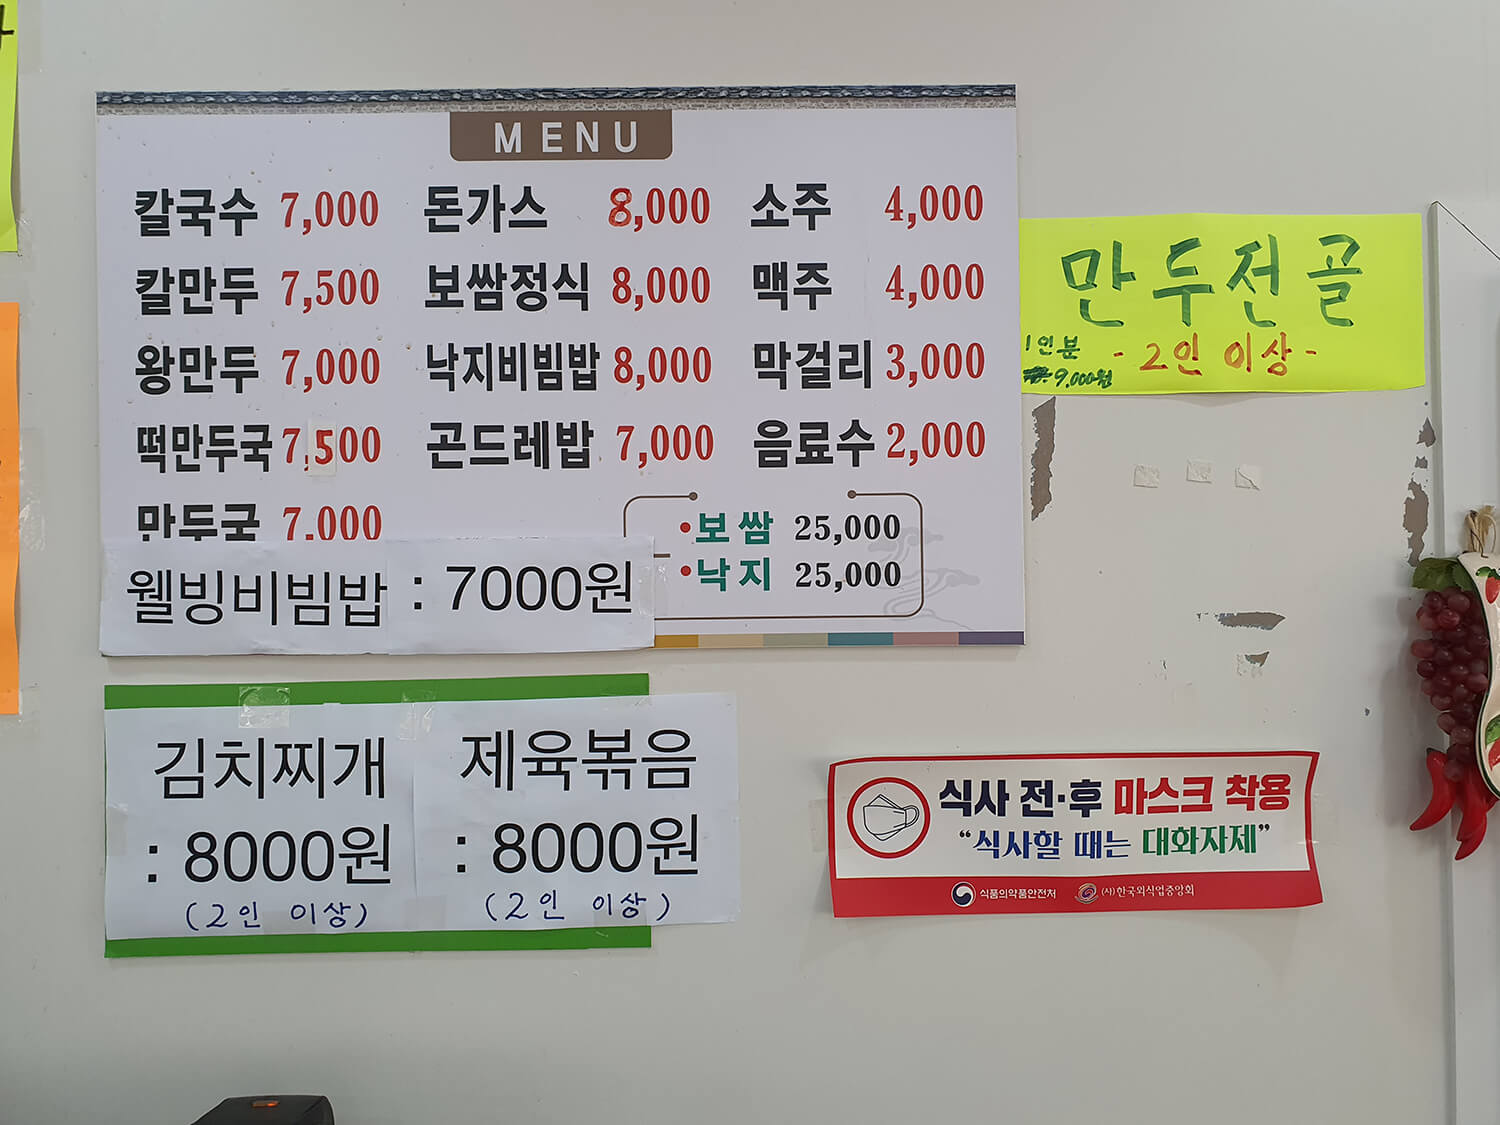 MENU
칼국수 7,000
칼만두 7,500
왕만두 7,000
떡만두국 7,500
만두국 7,000
웰빙비빔밥 : 7000원
돈가스 8,000
보쌈정식 8,000
낙지비빔밥 8,000
곤드레밥 7,000
소주 4,000
맥주 4,000
막걸리 3,000
음료수 2,000
•보쌈 25,000
•낙지 25,000
만두전골
1인분
9,000원
-2인 이상-
김치찌개
: 8000원
(2인 이상)
제육볶음
: 8000원
(2인 이상)
식사 전·후 마스크 착용
“식사할 때는 대화자제”
식품의약품안전처 (사)한국외식업중앙회